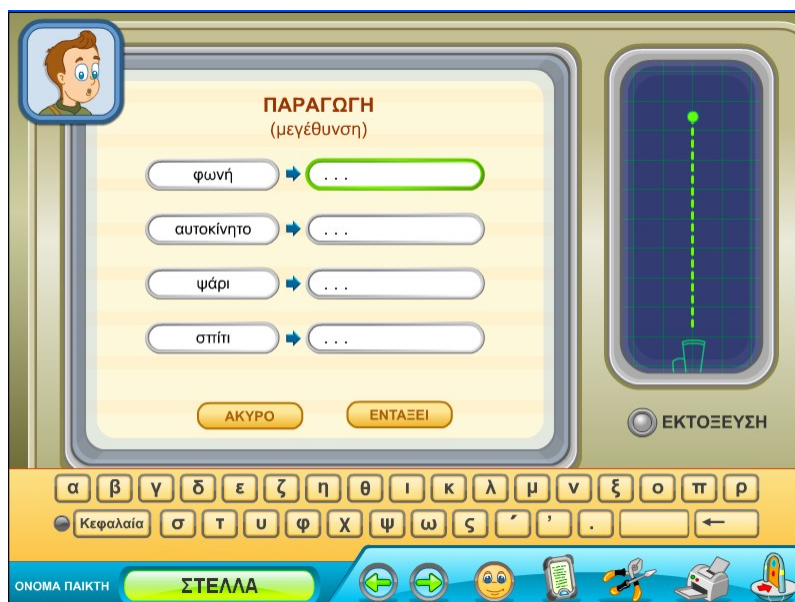 ΠΑΡΑΓΩΓΗ
(μεγέθυνση)
φωνή . . .
αυτοκίνητο . . .
ψάρι . . .
σπίτι . . .
ΑΚΥΡΟ ΕΝΤΑΞΕΙ
ΕΚΤΟΞΕΥΣΗ
α β γ δ ε ζ η θ ι κ λ μ ν ξ ο π ρ
Κεφαλαία σ τ υ φ χ ψ ω ς ΄ ’ .
ΟΝΟΜΑ ΠΑΙΚΤΗ ΣΤΕΛΛΑ